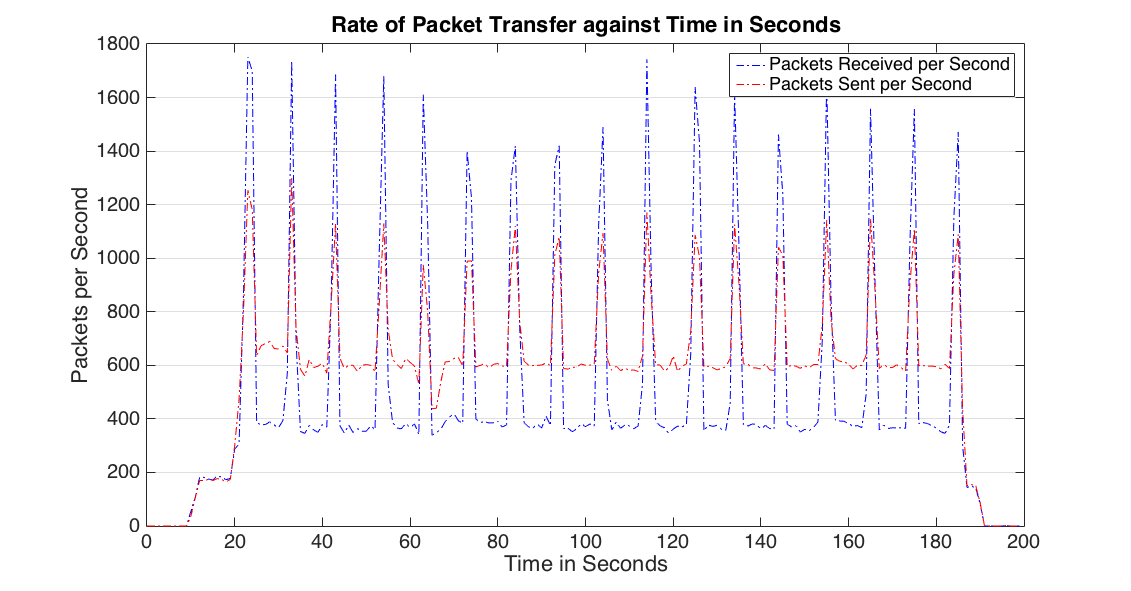 Rate of Packet Transfer against Time in Seconds
Packets Received per Second
Packets Sent per Second
Packets per Second
1800
1600
1400
1200
1000
800
600
400
200
0
0 20 40 60 80 100 120 140 160 180 200
Time in Seconds